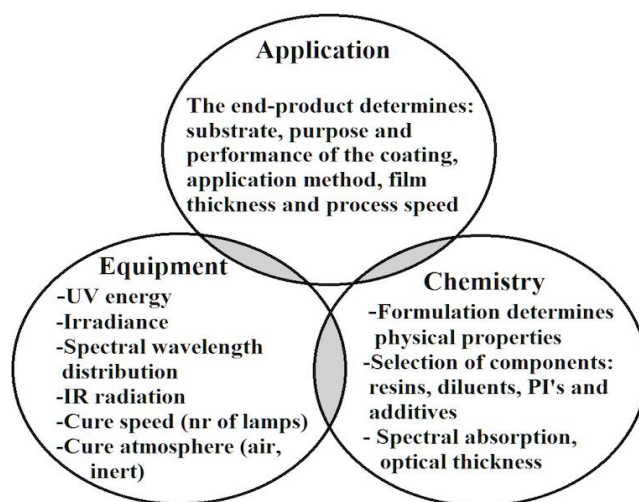 Application
The end-product determines:
substrate, purpose and
performance of the coating,
application method, film
thickness and process speed
Equipment
-UV energy
-Irradiance
-Spectral wavelength
distribution
-IR radiation
-Cure speed (nr of lamps)
-Cure atmosphere (air,
inert)
Chemistry
-Formulation determines
physical properties
-Selection of components:
resins, diluents, PI's and
additives
- Spectral absorption,
optical thickness